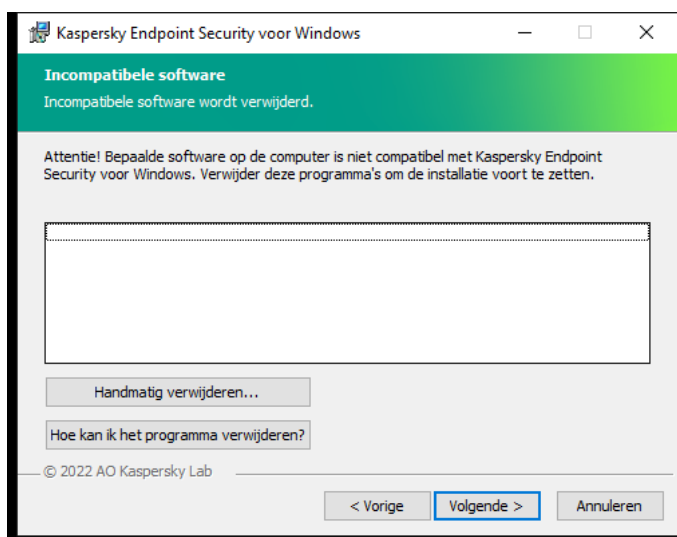 Kaspersky Endpoint Security voor Windows
Incompatibele software
Incompatibele software wordt verwijderd.
Attentie! Bepaalde software op de computer is niet compatibel met Kaspersky Endpoint
Security voor Windows. Verwijder deze programma's om de installatie voort te zetten.
Handmatig verwijderen...
Hoe kan ik het programma verwijderen?
© 2022 AO Kaspersky Lab
< Vorige
Volgende >
Annuleren